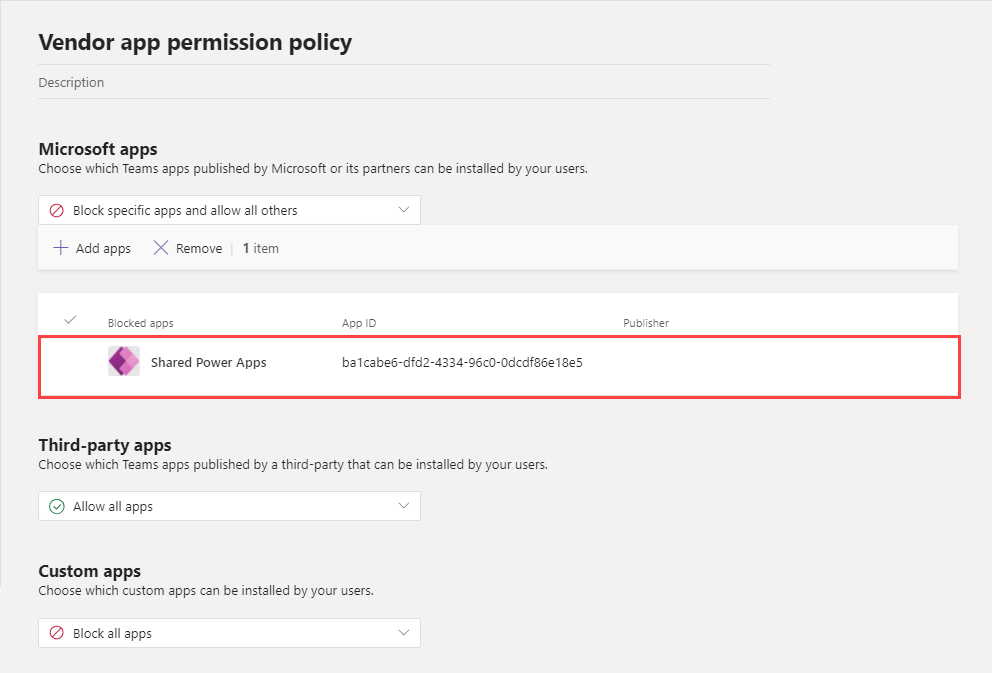 Vendor app permission policy
Description
Microsoft apps
Choose which Teams apps published by Microsoft or its partners can be installed by your users.
Block specific apps and allow all others
Add apps Remove | 1 item
Blocked apps App ID Publisher
Shared Power Apps ba1cabe6-dfd2-4334-96c0-0dcdf86e18e5
Third-party apps
Choose which Teams apps published by a third-party that can be installed by your users.
Allow all apps
Custom apps
Choose which custom apps can be installed by your users.
Block all apps